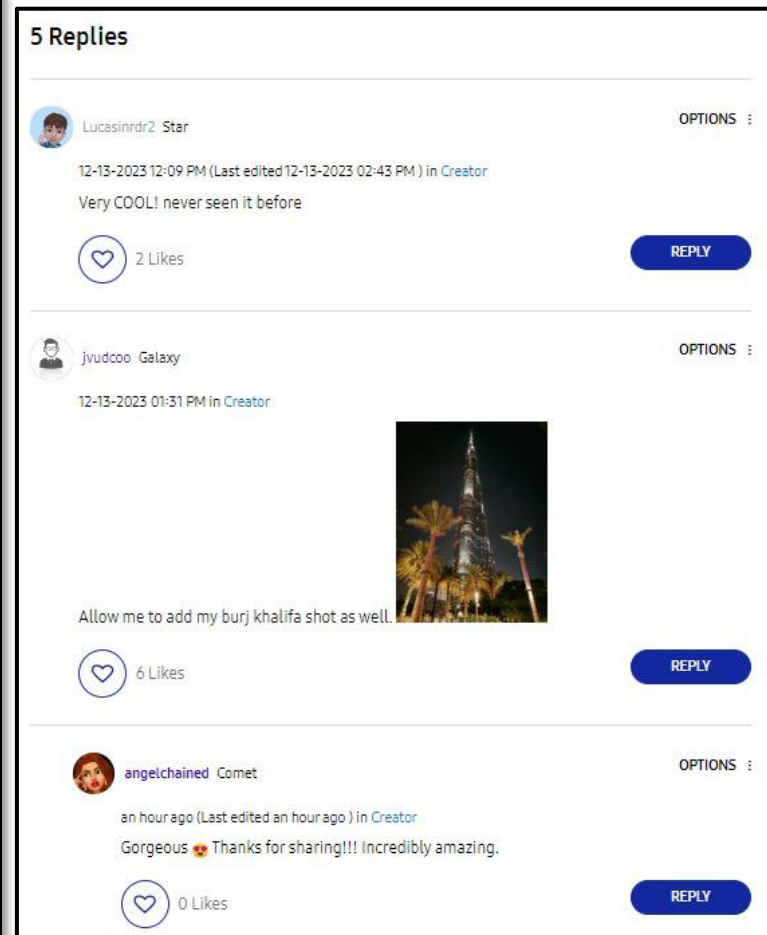 5 Replies
Lucasinrdr2 Star
OPTIONS
12-13-2023 12:09 PM (Last edited 12-13-2023 02:43 PM ) in Creator
Very COOL! never seen it before
2 Likes
REPLY
jvudcoo Galaxy
OPTIONS
12-13-2023 01:31 PM in Creator
Allow me to add my burj khalifa shot as well.
6 Likes
REPLY
angelchained Comet
OPTIONS
an hour ago (Last edited an hour ago ) in Creator
Gorgeous 😍 Thanks for sharing!!! Incredibly amazing.
0 Likes
REPLY